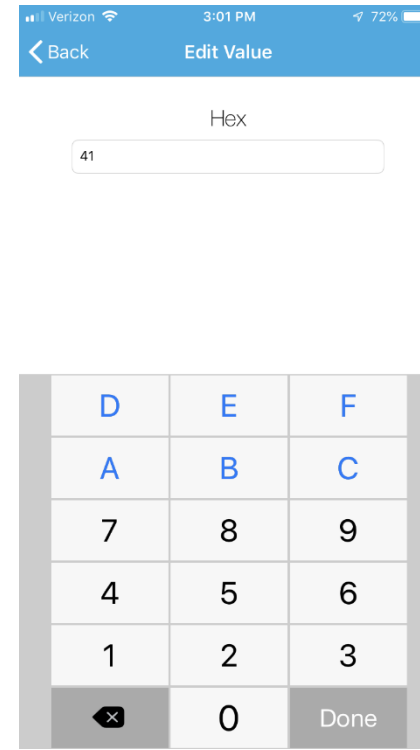 Verizon 3:01 PM 72%
Back Edit Value
Hex
41
D E F
A B C
7 8 9
4 5 6
1 2 3
0 Done